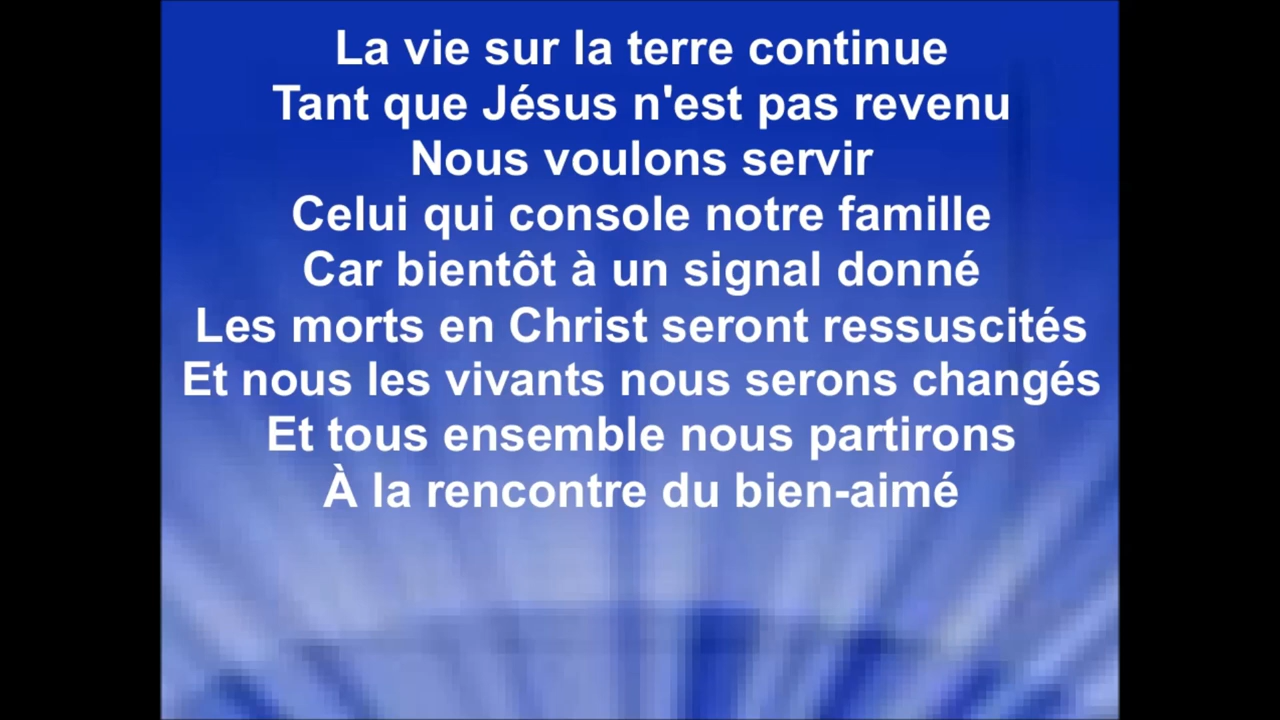 La vie sur la terre continue
Tant que Jésus n'est pas revenu
Nous voulons servir
Celui qui console notre famille
Car bientôt à un signal donné
Les morts en Christ seront ressuscités
Et nous les vivants nous serons changés
Et tous ensemble nous partirons
À la rencontre du bien-aimé